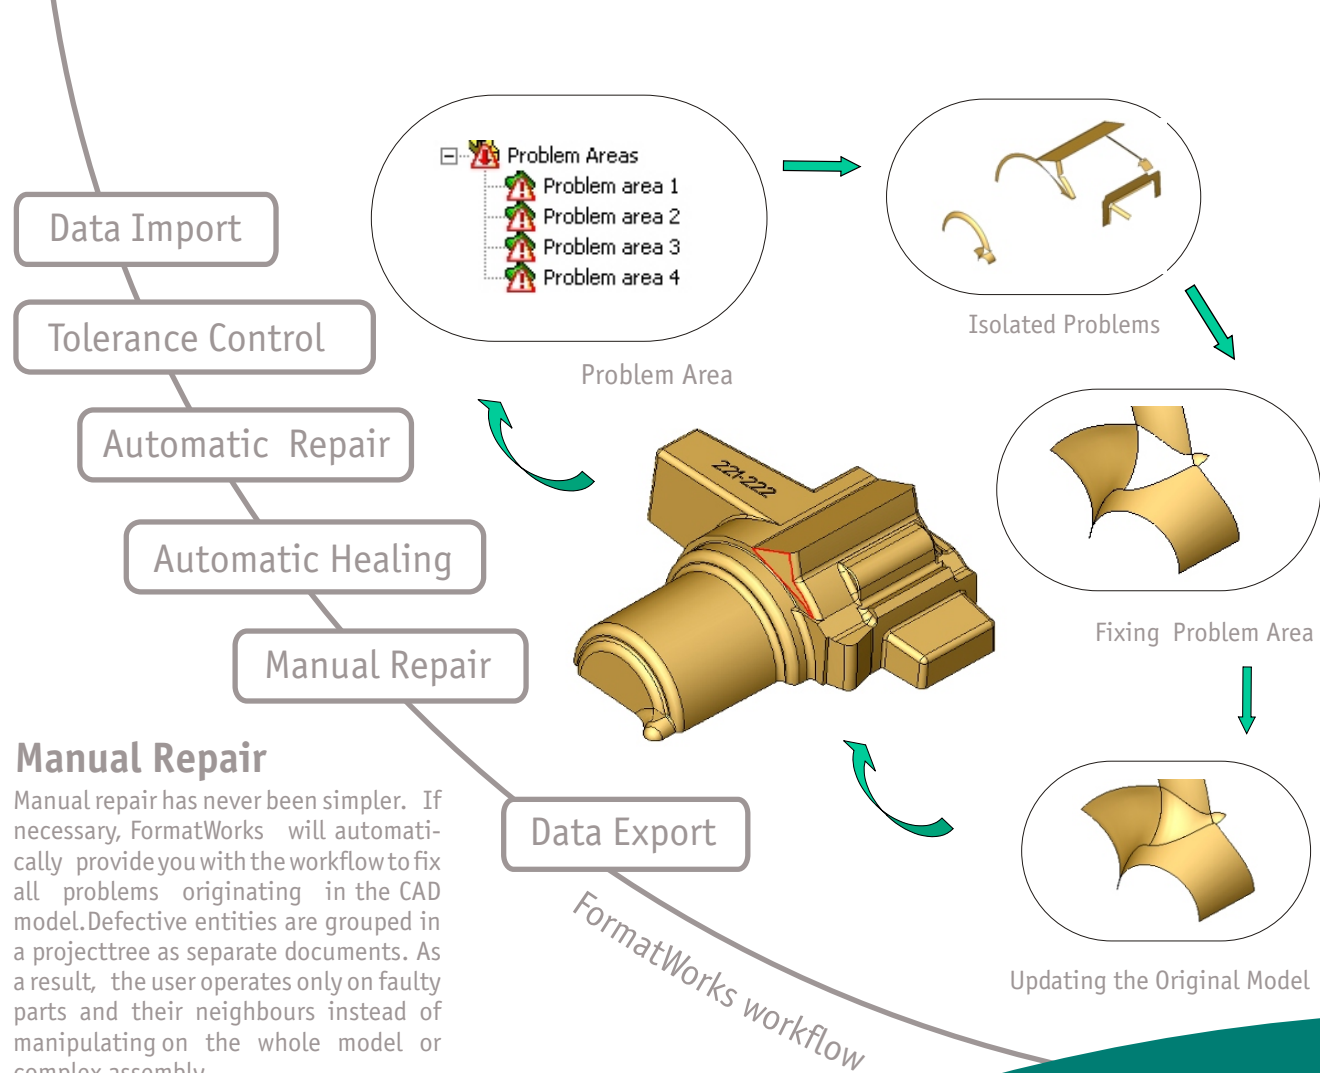 Problem Areas
Problem area 1
Problem area 2
Problem area 3
Problem area 4
Problem Area
Isolated Problems
Fixing Problem Area
Updating the Original Model
221-222
Data Import
Tolerance Control
Automatic Repair
Automatic Healing
Manual Repair
Data Export
FormatWorks workflow
Manual Repair
Manual repair has never been simpler. If
necessary, FormatWorks will automati-
cally provide you with the workflow to fix
all problems originating in the CAD
model.Defective entities are grouped in
a projecttree as separate documents. As
a result, the user operates only on faulty
parts and their neighbours instead of
manipulating on the whole model or
complex assembly.